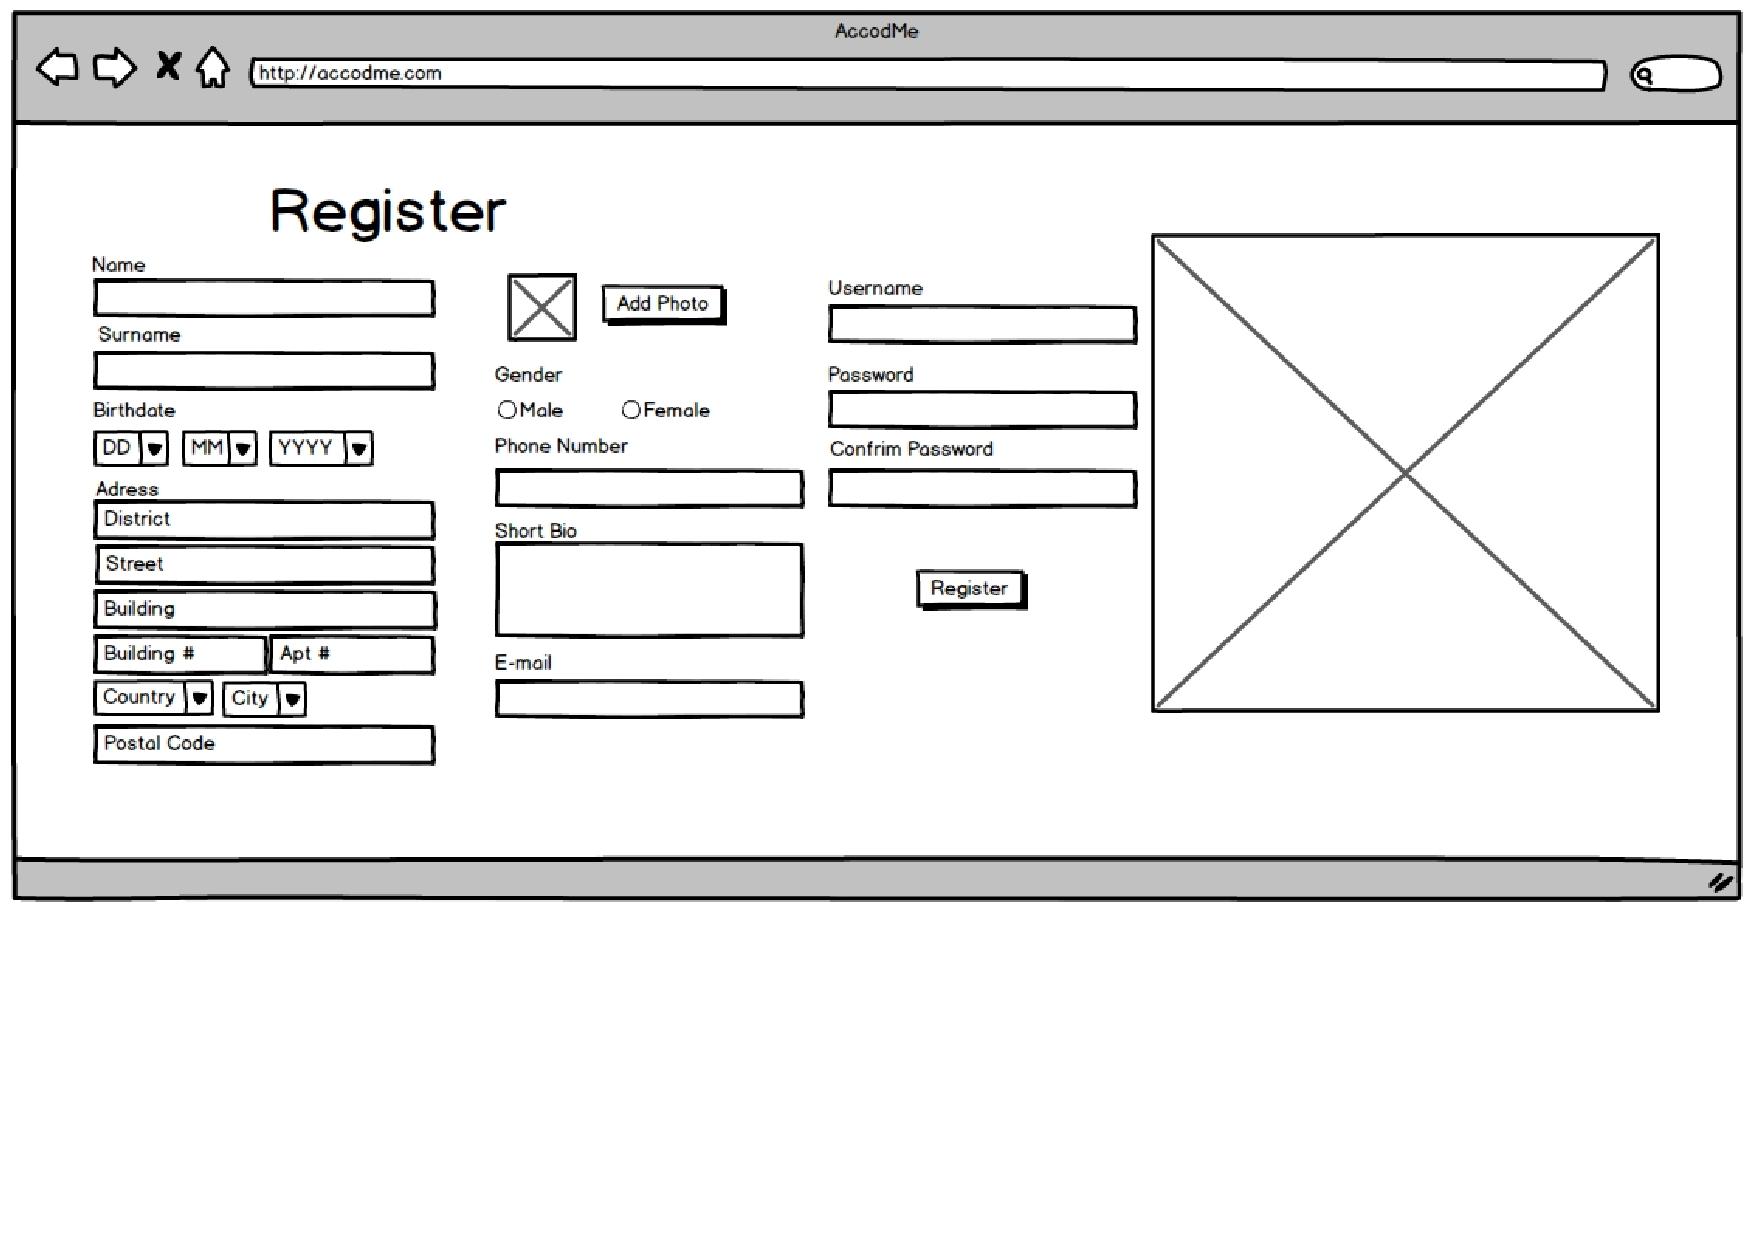 AccodMe
http://accodme.com
Register
Name
Surname
Birthdate
DD MM YYYY
Adress
District
Street
Building
Building # Apt #
Country City
Postal Code
Add Photo
Gender
Male Female
Phone Number
Short Bio
E-mail
Username
Password
Confrim Password
Register